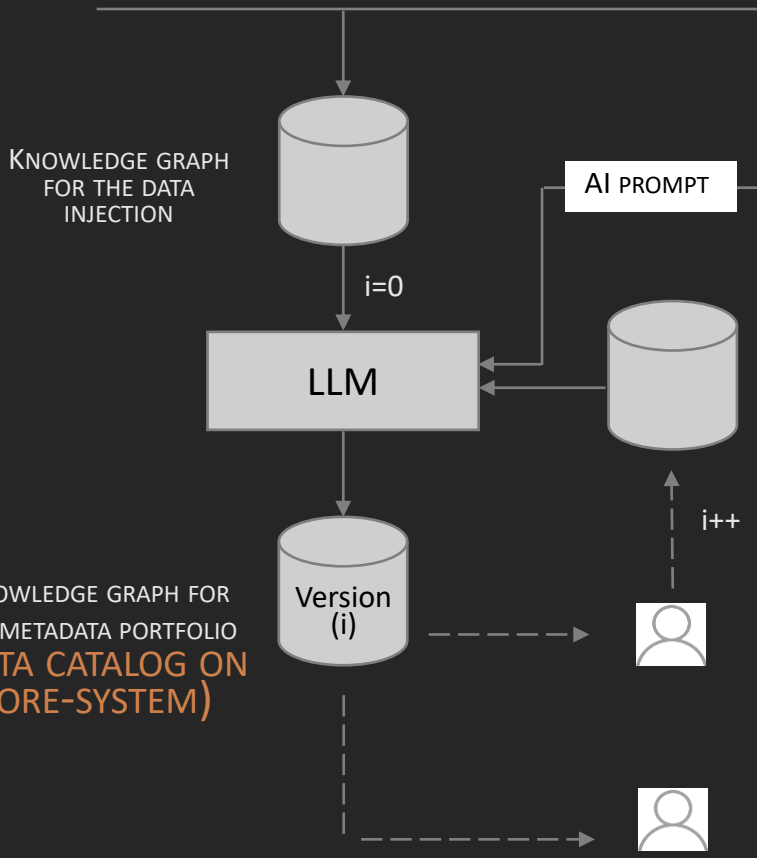 KNOWLEDGE GRAPH
FOR THE DATA
INJECTION
AI PROMPT
i=0
LLM
i++
Version
(i)
OWLEDGE GRAPH FOR
METADATA PORTFOLIO
TA CATALOG ON
ORE-SYSTEM)